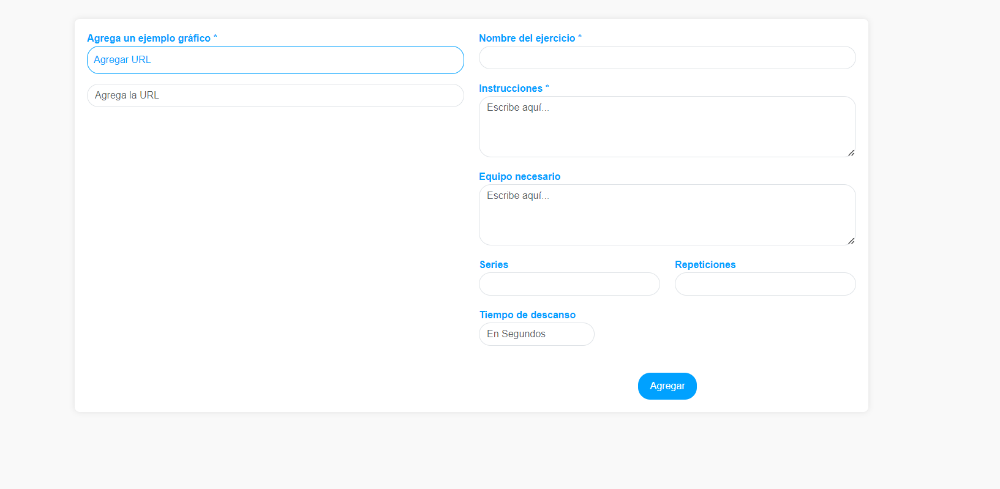 Agrega un ejemplo gráfico *
Agregar URL
Agrega la URL
Nombre del ejercicio *
Instrucciones *
Escribe aquí...
Equipo necesario
Escribe aquí...
Series
Repeticiones
Tiempo de descanso
En Segundos
Agregar